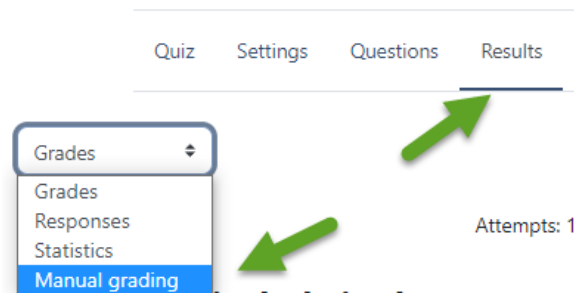 Quiz Settings Questions Results
Grades
Grades
Responses
Statistics
Attempts: 1
Manual grading